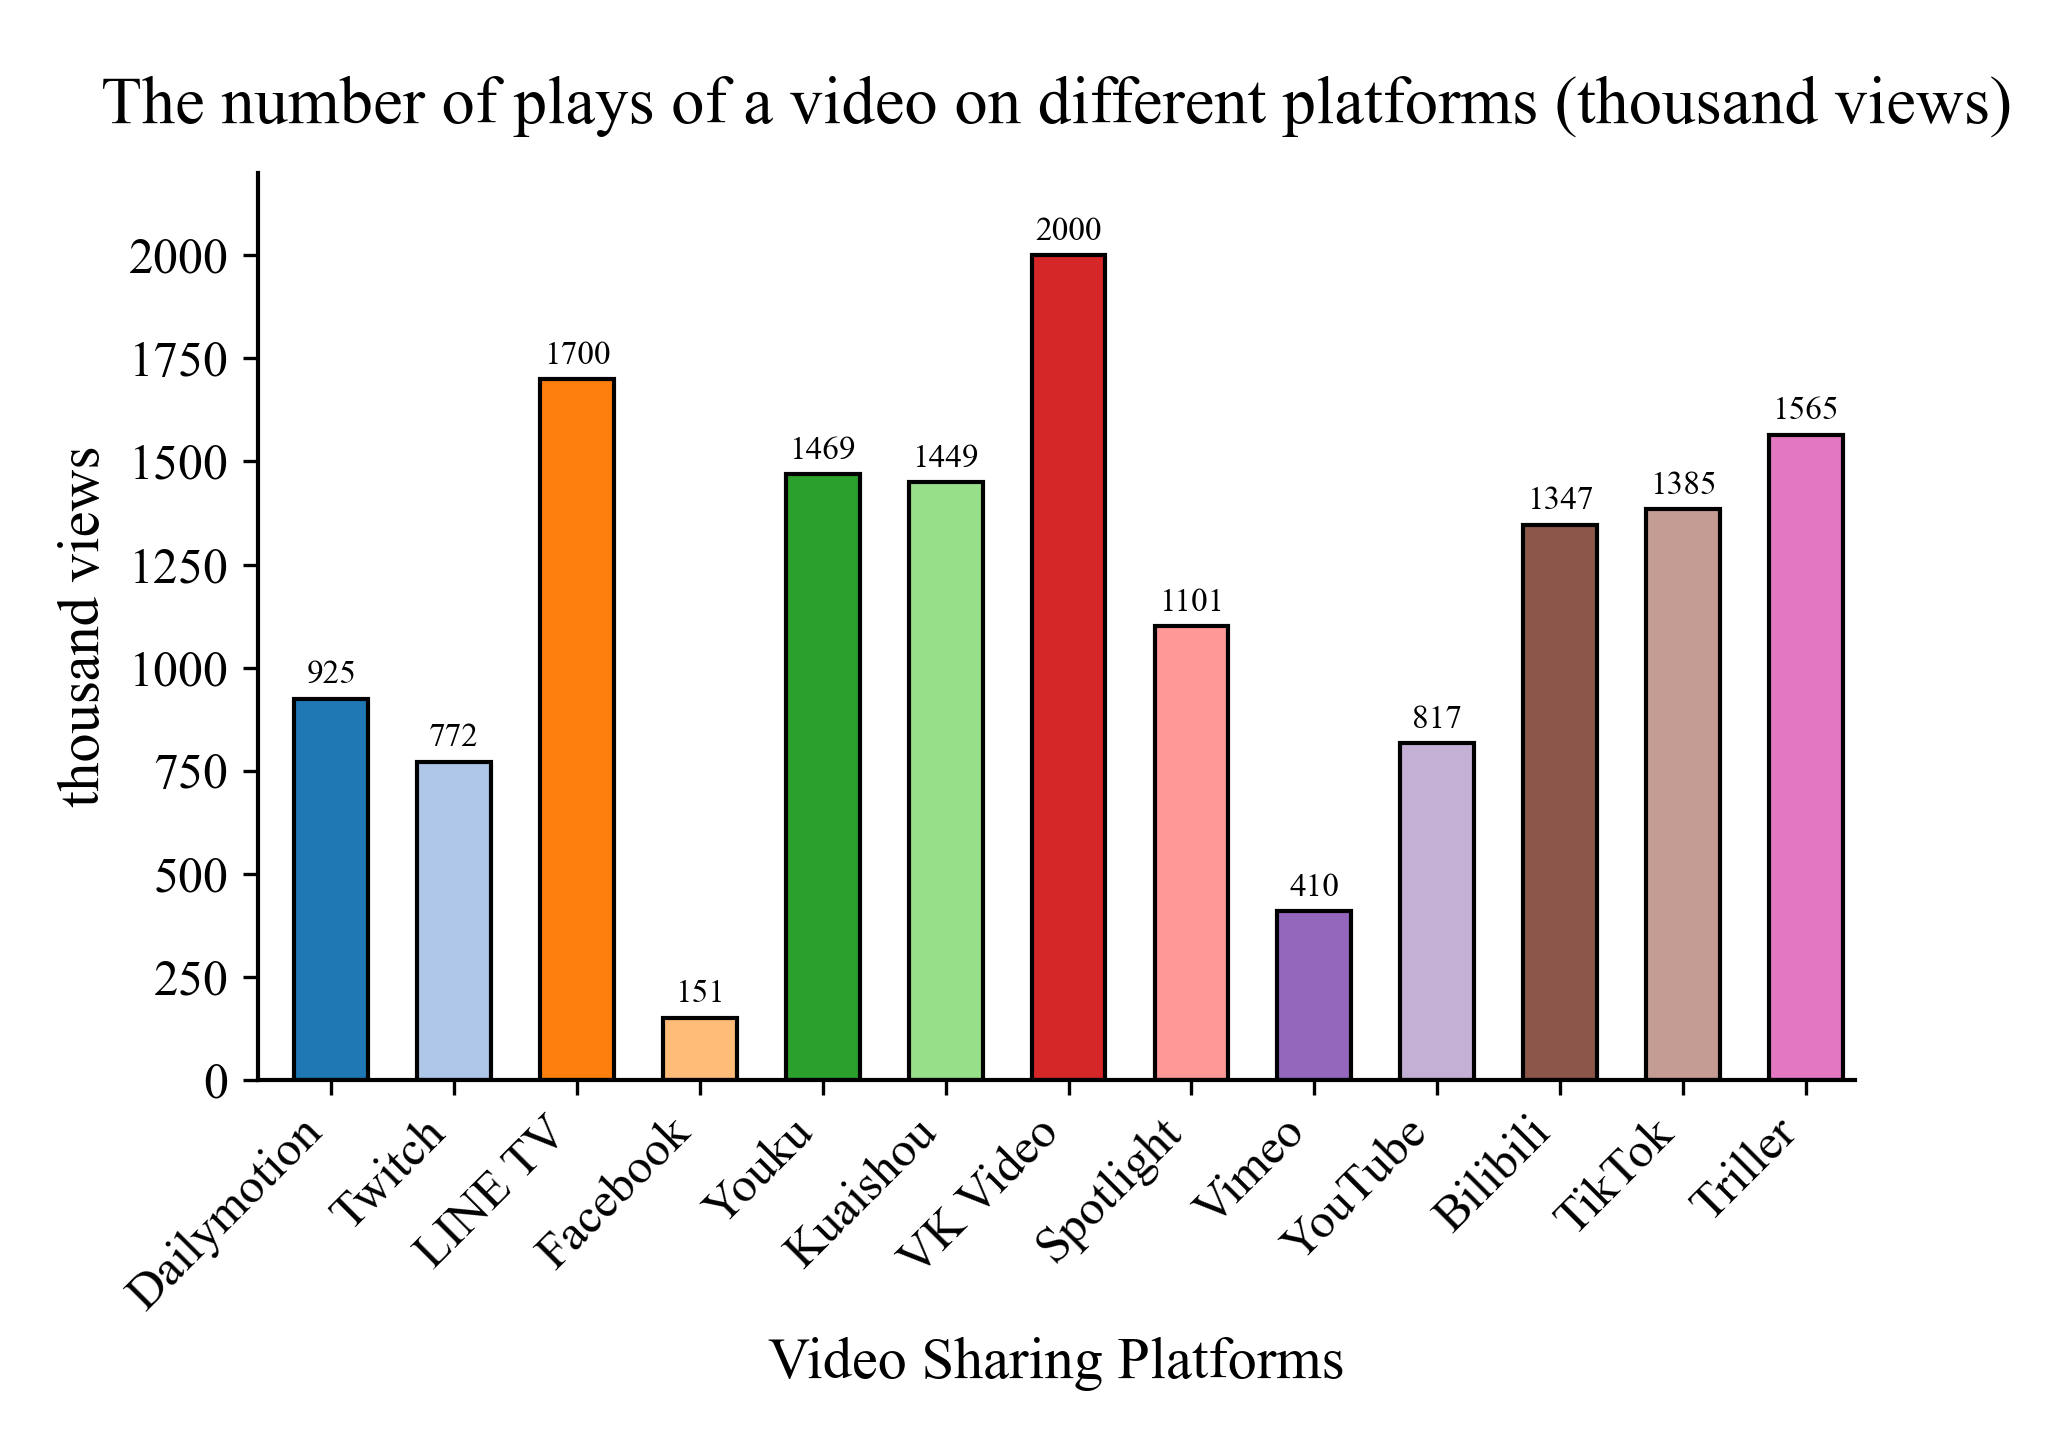 The number of plays of a video on different platforms (thousand views)
thousand views
2000
1750
1500
1250
1000
750
500
250
0
925
772
1700
151
1469
1449
2000
1101
410
817
1347
1385
1565
Dailymotion
Twitch
LINE TV
Facebook
Youku
Kuaishou
VK Video
Spotlight
Vimeo
YouTube
Bilibili
TikTok
Triller
Video Sharing Platforms